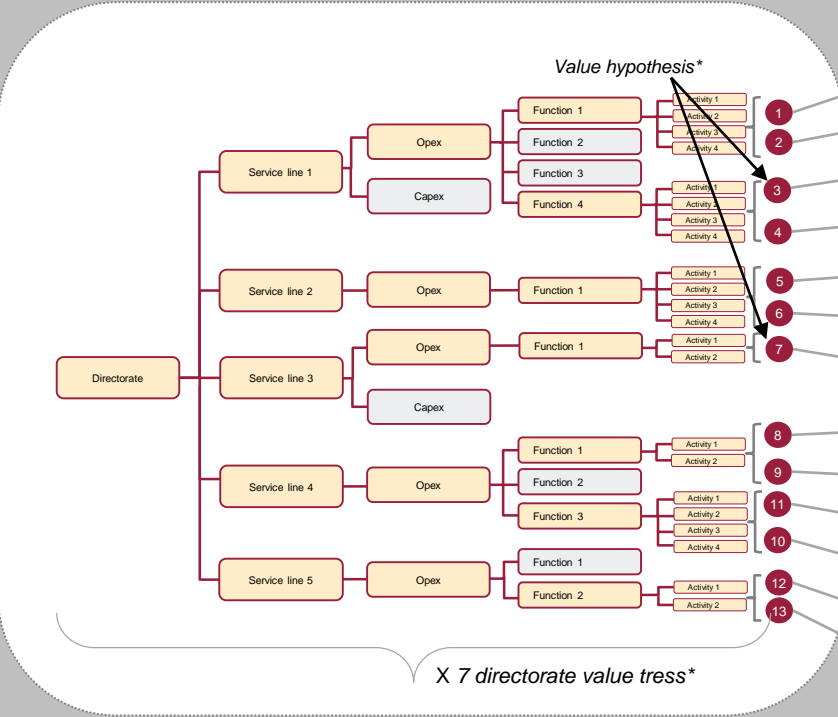 Value hypothesis*
Directorate
Service line 1
Opex
Function 1
Activity 1
Activity 2
Activity 3
Activity 4
1
2
Function 2
Function 3
Function 4
Activity 1
Activity 2
Activity 3
Activity 4
3
4
Capex
Service line 2
Opex
Function 1
Activity 1
Activity 2
Activity 3
Activity 4
5
6
Service line 3
Opex
Function 1
Activity 1
Activity 2
7
Capex
Service line 4
Opex
Function 1
Activity 1
Activity 2
8
9
Function 2
Function 3
Activity 1
Activity 2
Activity 3
Activity 4
11
10
Service line 5
Opex
Function 1
Function 2
Activity 1
Activity 2
12
13
X 7 directorate value tress*